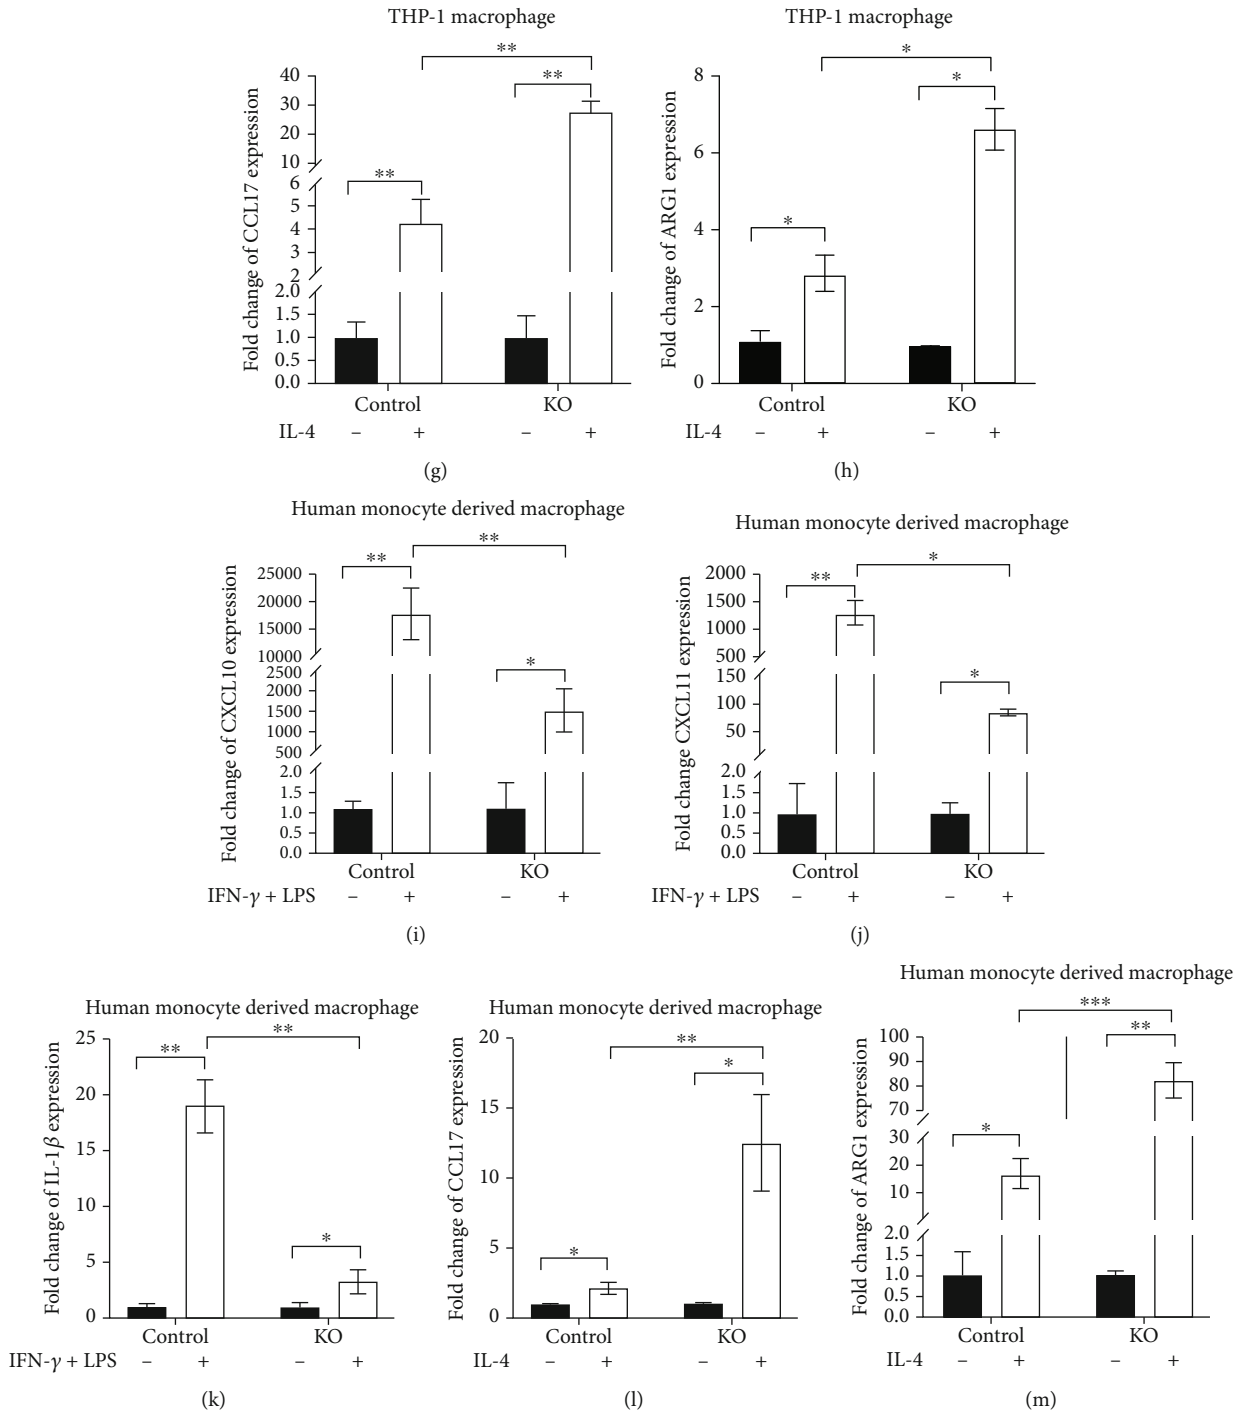 THP-1 macrophage
Fold change of CCL17 expression
40
30
20
10
6
5
4
3
2
2.0
1.5
1.0
0.5
0.0
** ** **
Control KO
IL-4 – + – +
(g)
THP-1 macrophage
Fold change of ARG1 expression
8
6
4
2
0
* * *
Control KO
IL-4 – + – +
(h)
Human monocyte derived macrophage
Fold change of CXCL10 expression
25000
20000
15000
10000
2500
2000
1500
1000
500
2.0
1.5
1.0
0.5
0.0
** ** *
Control KO
IFN-γ + LPS – + – +
(i)
Human monocyte derived macrophage
Fold change CXCL11 expression
2000
1500
1000
500
150
100
50
2.0
1.5
1.0
0.5
0.0
** * *
Control KO
IFN-γ + LPS – + – +
(j)
Human monocyte derived macrophage
Fold change of IL-1β expression
25
20
15
10
5
0
** ** *
Control KO
IFN-γ + LPS – + – +
(k)
Human monocyte derived macrophage
Fold change of CCL17 expression
20
15
10
5
0
* ** *
Control KO
IL-4 – + – +
(l)
Human monocyte derived macrophage
Fold change of ARG1 expression
100
90
80
70
30
20
10
2.0
1.5
1.0
0.5
0.0
* *** **
Control KO
IL-4 – + – +
(m)